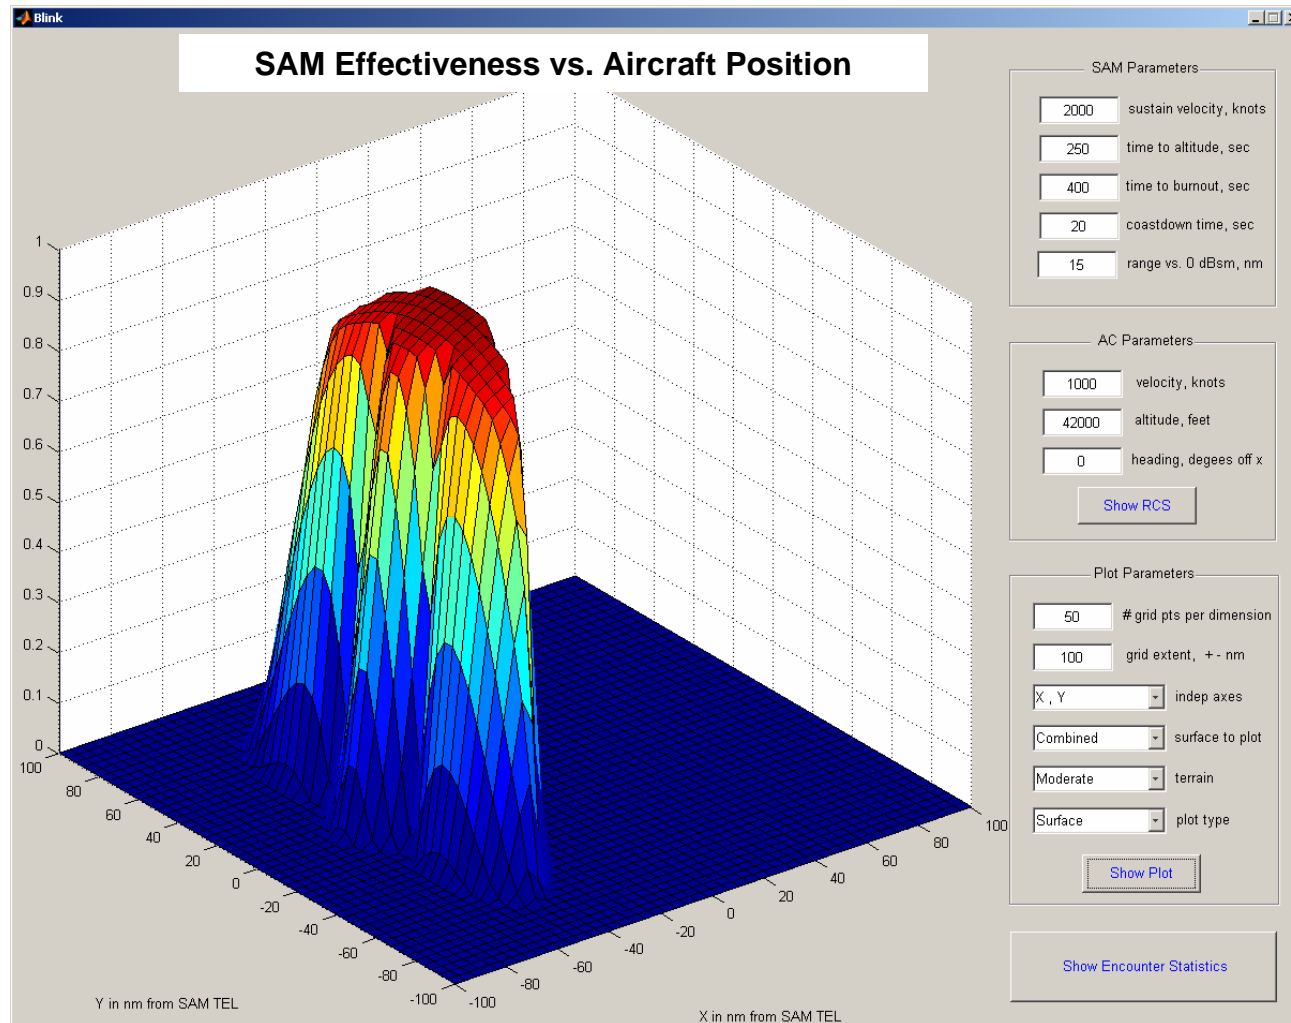 Blink
SAM Effectiveness vs. Aircraft Position
1
0.9
0.8
0.7
0.6
0.5
0.4
0.3
0.2
0.1
0
100
80
60
40
20
0
-20
-40
-60
-80
-100
Y in nm from SAM TEL
-100
-80
-60
-40
-20
0
20
40
60
80
100
X in nm from SAM TEL
SAM Parameters
2000 sustain velocity, knots
250 time to altitude, sec
400 time to burnout, sec
20 coastdown time, sec
15 range vs. 0 dBsm, nm
AC Parameters
1000 velocity, knots
42000 altitude, feet
0 heading, degees off x
Show RCS
Plot Parameters
50 # grid pts per dimension
100 grid extent, + - nm
X , Y indep axes
Combined surface to plot
Moderate terrain
Surface plot type
Show Plot
Show Encounter Statistics